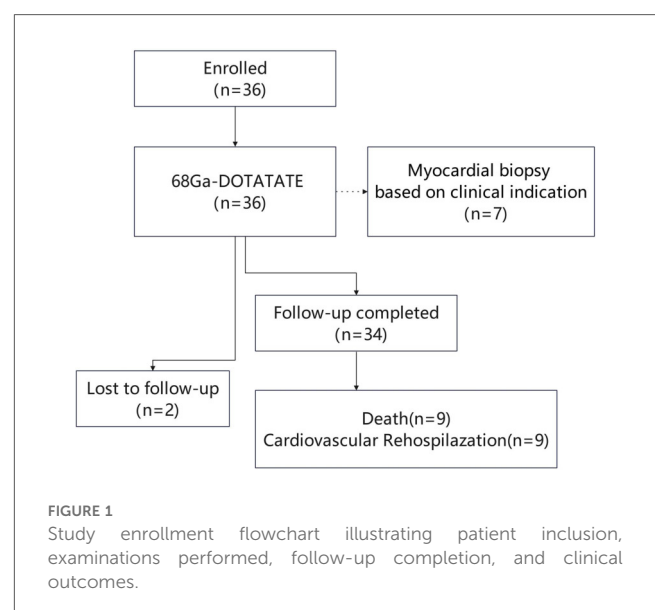 Enrolled
(n=36)
68Ga-DOTATATE
(n=36)
Myocardial biopsy
based on clinical indication
(n=7)
Follow-up completed
(n=34)
Lost to follow-up
(n=2)
Death(n=9)
Cardiovascular Rehospilazation(n=9)
FIGURE 1
Study enrollment flowchart illustrating patient inclusion,
examinations performed, follow-up completion, and clinical
outcomes.